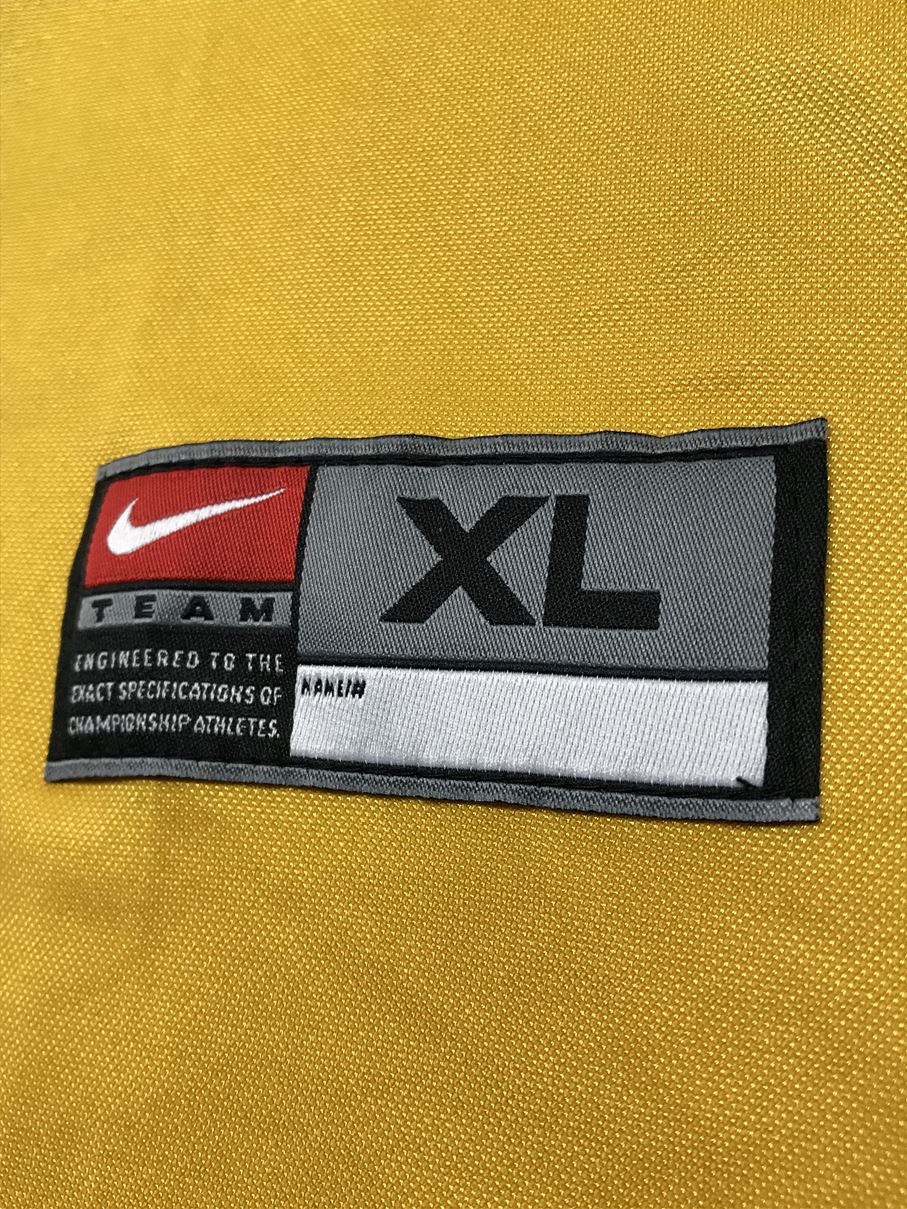 XL
TEAM
ENGINEERED TO THE
EXACT SPECIFICATIONS OF
CHAMPIONSHIP ATHLETES.
NAME/#